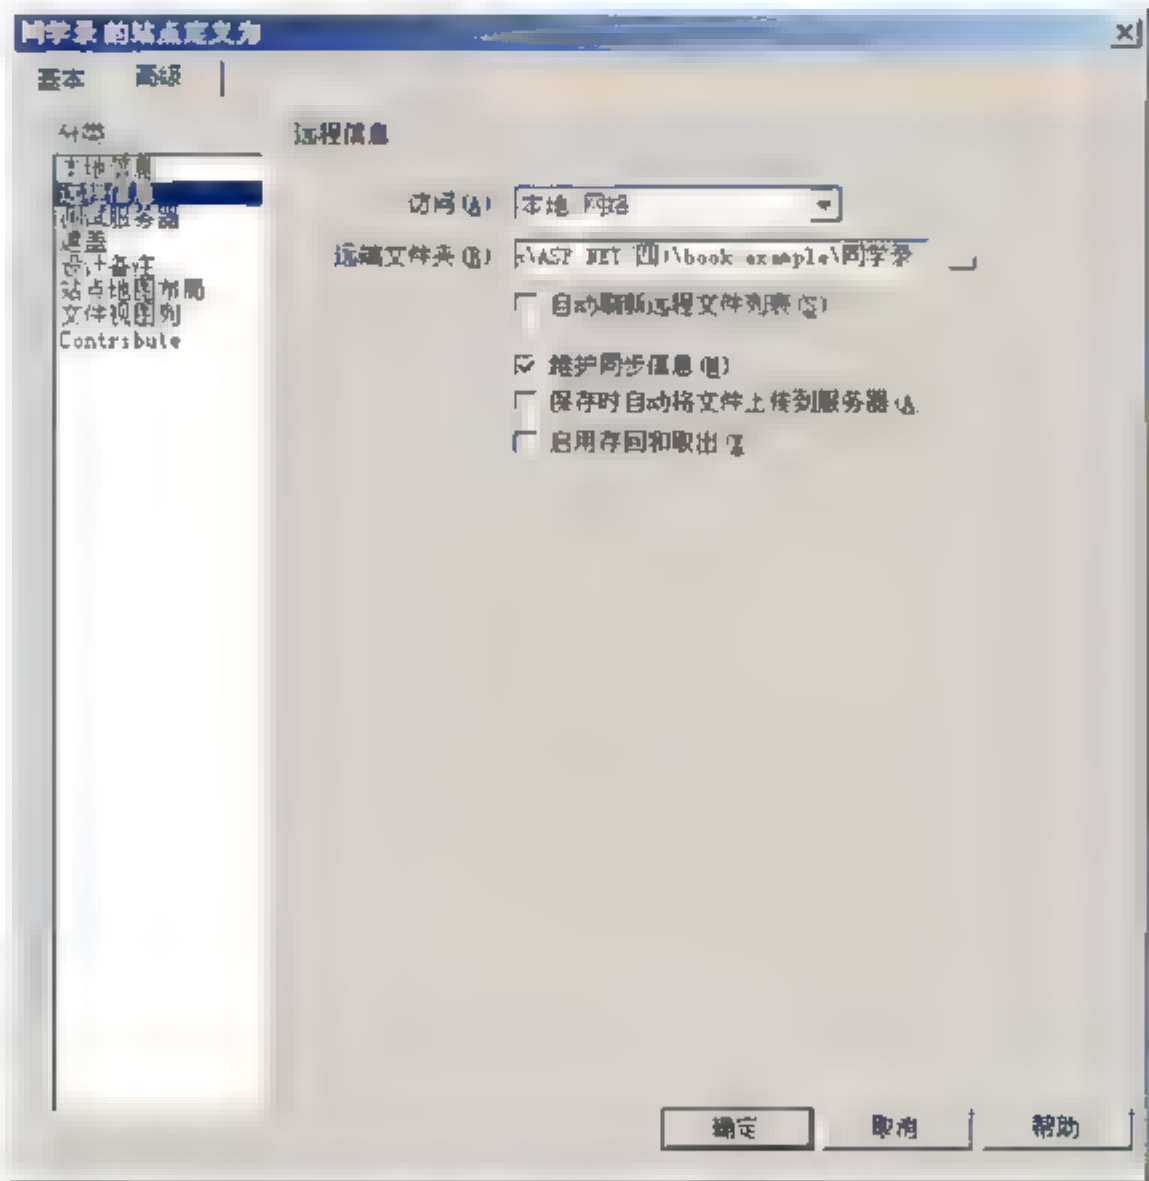 同学录 的站点定义为
基本 高级
分类
本地信息
远程信息
测试服务器
遮盖
设计备注
站点地图布局
文件视图列
Contribute
远程信息
访问(A) 本地/网络
远端文件夹(R) \book example\同学录
自动刷新远程文件列表(S)
维护同步信息(M)
保存时自动将文件上传到服务器(A
启用存回和取出
确定 取消 帮助